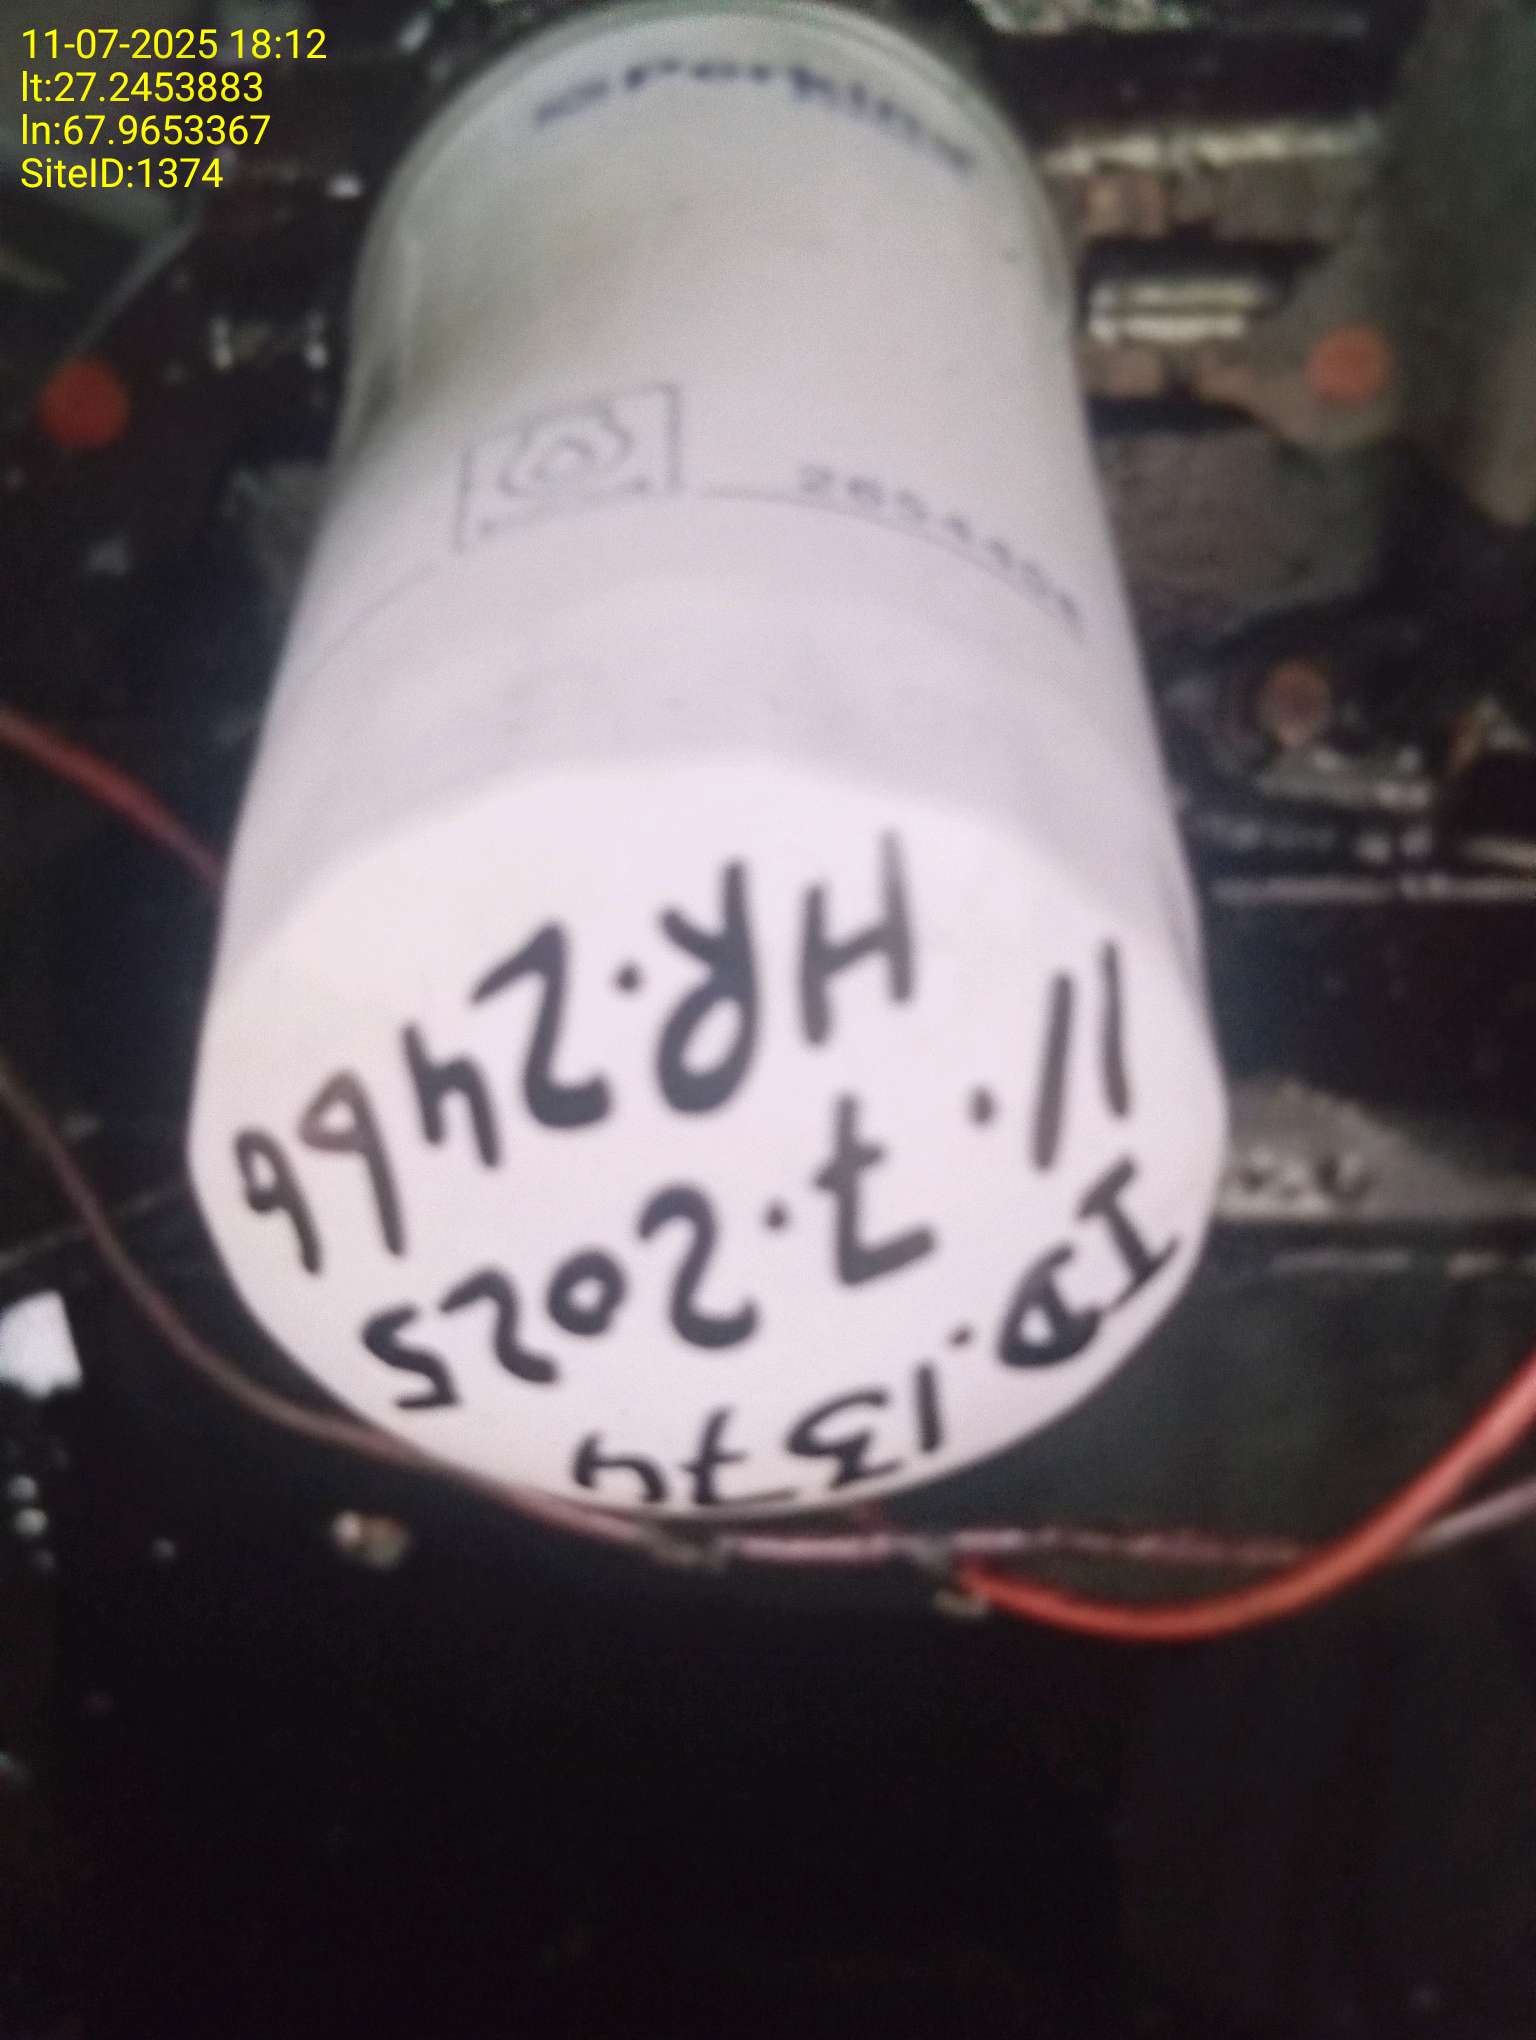 11-07-2025 18:12
lt:27.2453883
ln:67.9653367
SiteID:1374
Perkins
HR.2466
11.7.2025
ID.1374